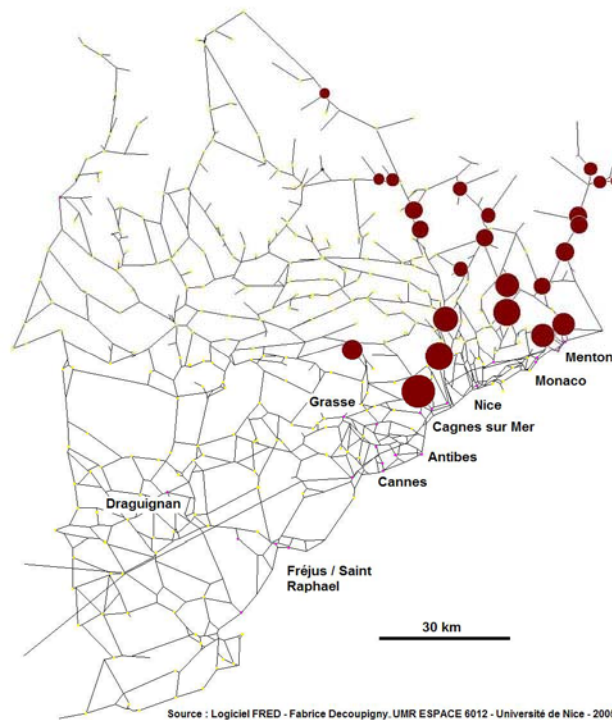 Menton
Monaco
Nice
Grasse
Cagnes sur Mer
Antibes
Cannes
Draguignan
Fréjus / Saint
Raphael
30 km
Source : Logiciel FRED - Fabrice Decoupigny. UMR ESPACE 6012 - Université de Nice -